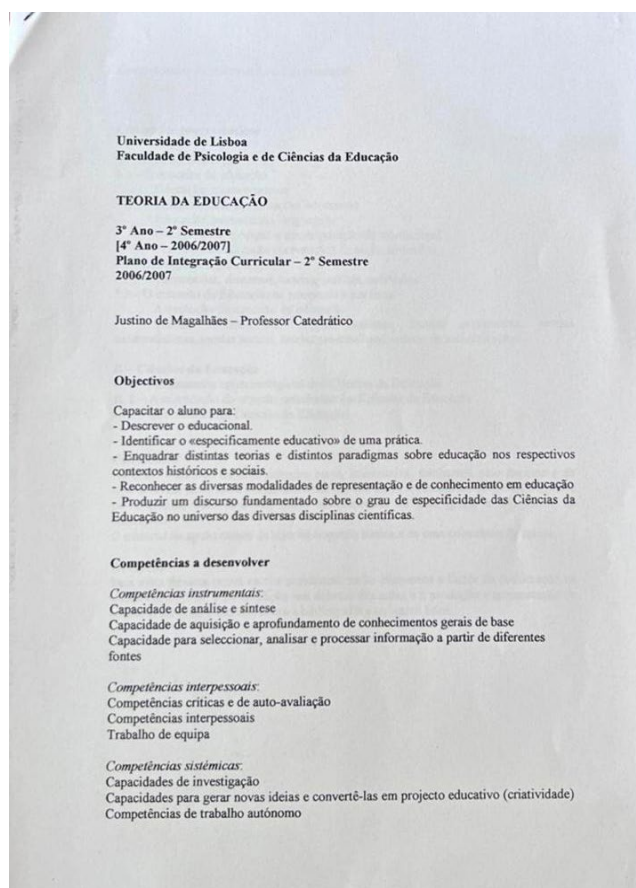 Universidade de Lisboa
Faculdade de Psicologia e de Ciências da Educação
TEORIA DA EDUCAÇÃO
3º Ano – 2º Semestre
[4º Ano – 2006/2007]
Plano de Integração Curricular – 2º Semestre
2006/2007
Justino de Magalhães – Professor Catedrático
Objectivos
Capacitar o aluno para:
- Descrever o educacional.
- Identificar o «especificamente educativo» de uma prática.
- Enquadrar distintas teorias e distintos paradigmas sobre educação nos respectivos
contextos históricos e sociais.
- Reconhecer as diversas modalidades de representação e de conhecimento em educação
- Produzir um discurso fundamentado sobre o grau de especificidade das Ciências da
Educação no universo das diversas disciplinas científicas.
Competências a desenvolver
Competências instrumentais:
Capacidade de análise e síntese
Capacidade de aquisição e aprofundamento de conhecimentos gerais de base
Capacidade para seleccionar, analisar e processar informação a partir de diferentes
fontes
Competências interpessoais:
Competências críticas e de auto-avaliação
Competências interpessoais
Trabalho de equipa
Competências sistémicas:
Capacidades de investigação
Capacidades para gerar novas ideias e convertê-las em projecto educativo (criatividade)
Competências de trabalho autónomo